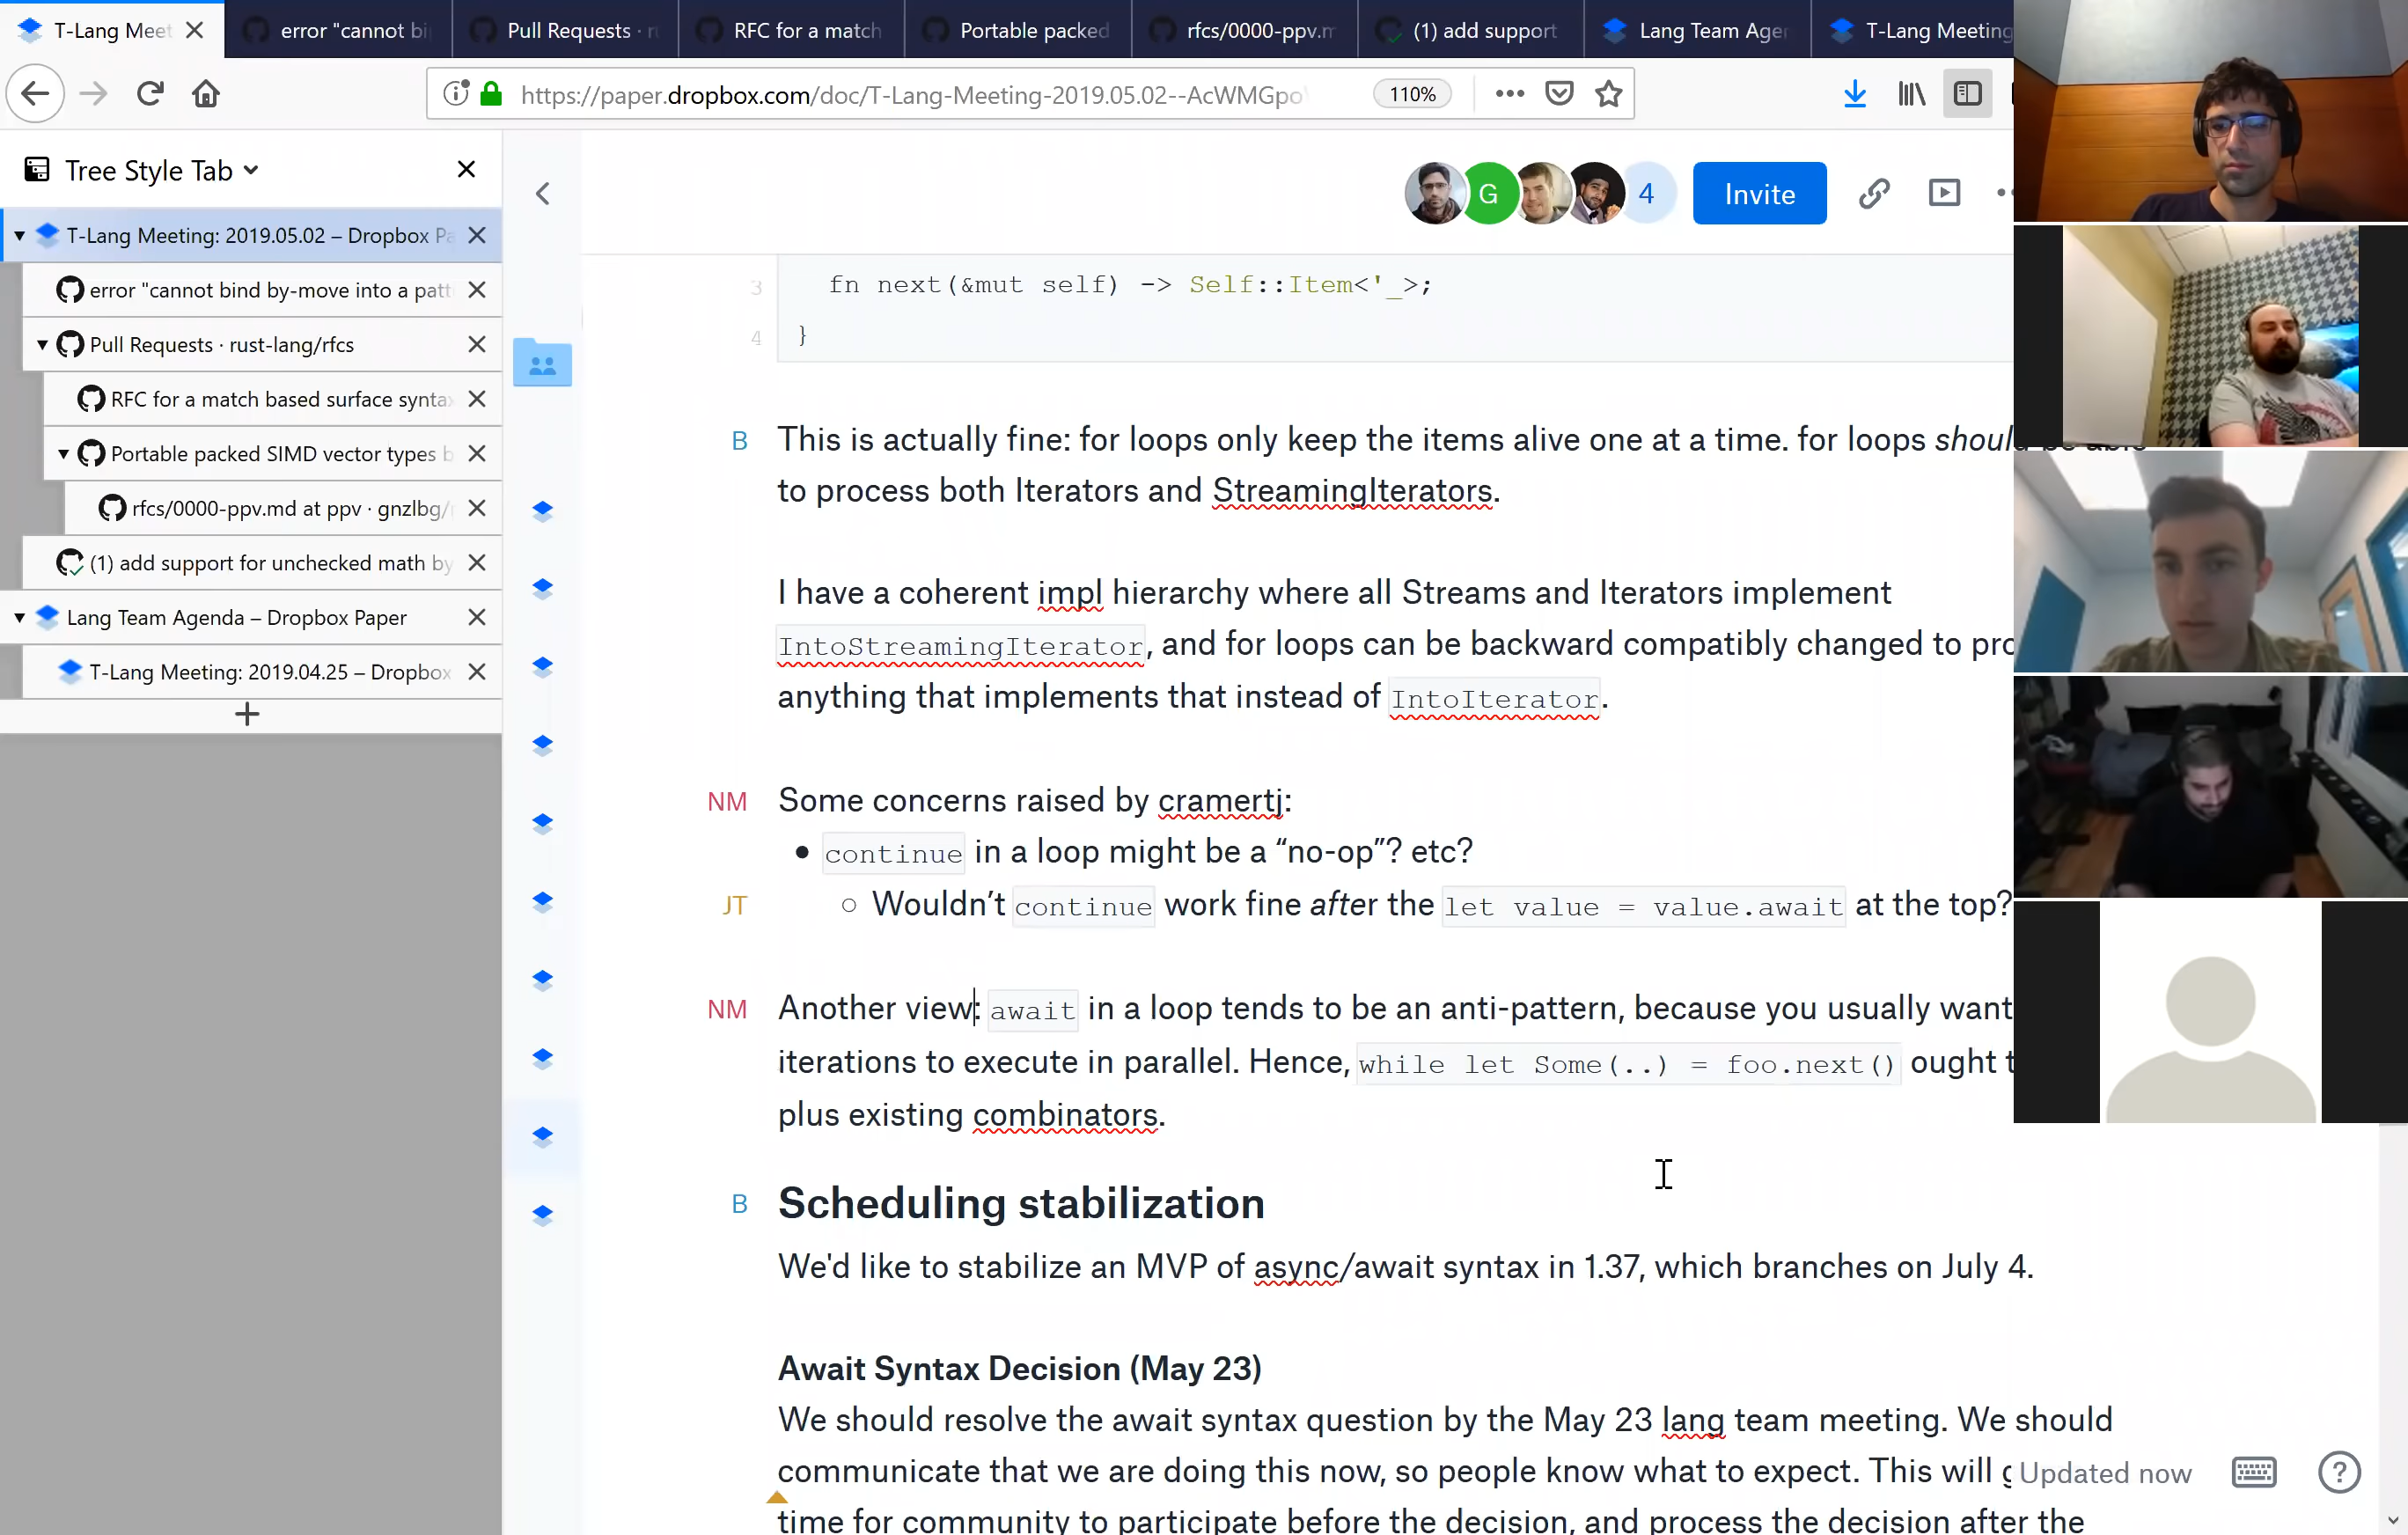 T-Lang Meet
error "cannot bi
Pull Requests · r
RFC for a match
Portable packed
rfcs/0000-ppv.m
(1) add support
Lang Team Agen
T-Lang Meeting
https://paper.dropbox.com/doc/T-Lang-Meeting-2019.05.02--AcWMGpo
110%
Tree Style Tab
T-Lang Meeting: 2019.05.02 – Dropbox Pa
error "cannot bind by-move into a patt
Pull Requests · rust-lang/rfcs
RFC for a match based surface syntax
Portable packed SIMD vector types b
rfcs/0000-ppv.md at ppv · gnzlbg/
(1) add support for unchecked math by
Lang Team Agenda – Dropbox Paper
T-Lang Meeting: 2019.04.25 – Dropbox
G
4
Invite
3 fn next(&mut self) -> Self::Item<'_>;
4 }
B This is actually fine: for loops only keep the items alive one at a time. for loops should be able
to process both Iterators and StreamingIterators.
I have a coherent impl hierarchy where all Streams and Iterators implement
IntoStreamingIterator, and for loops can be backward compatibly changed to pro
anything that implements that instead of IntoIterator.
NM Some concerns raised by cramertj:
• continue in a loop might be a “no-op”? etc?
JT ○ Wouldn’t continue work fine after the let value = value.await at the top?
NM Another view: await in a loop tends to be an anti-pattern, because you usually want
iterations to execute in parallel. Hence, while let Some(..) = foo.next() ought t
plus existing combinators.
B Scheduling stabilization
We'd like to stabilize an MVP of async/await syntax in 1.37, which branches on July 4.
Await Syntax Decision (May 23)
We should resolve the await syntax question by the May 23 lang team meeting. We should
communicate that we are doing this now, so people know what to expect. This will g
Updated now
time for community to participate before the decision, and process the decision after the